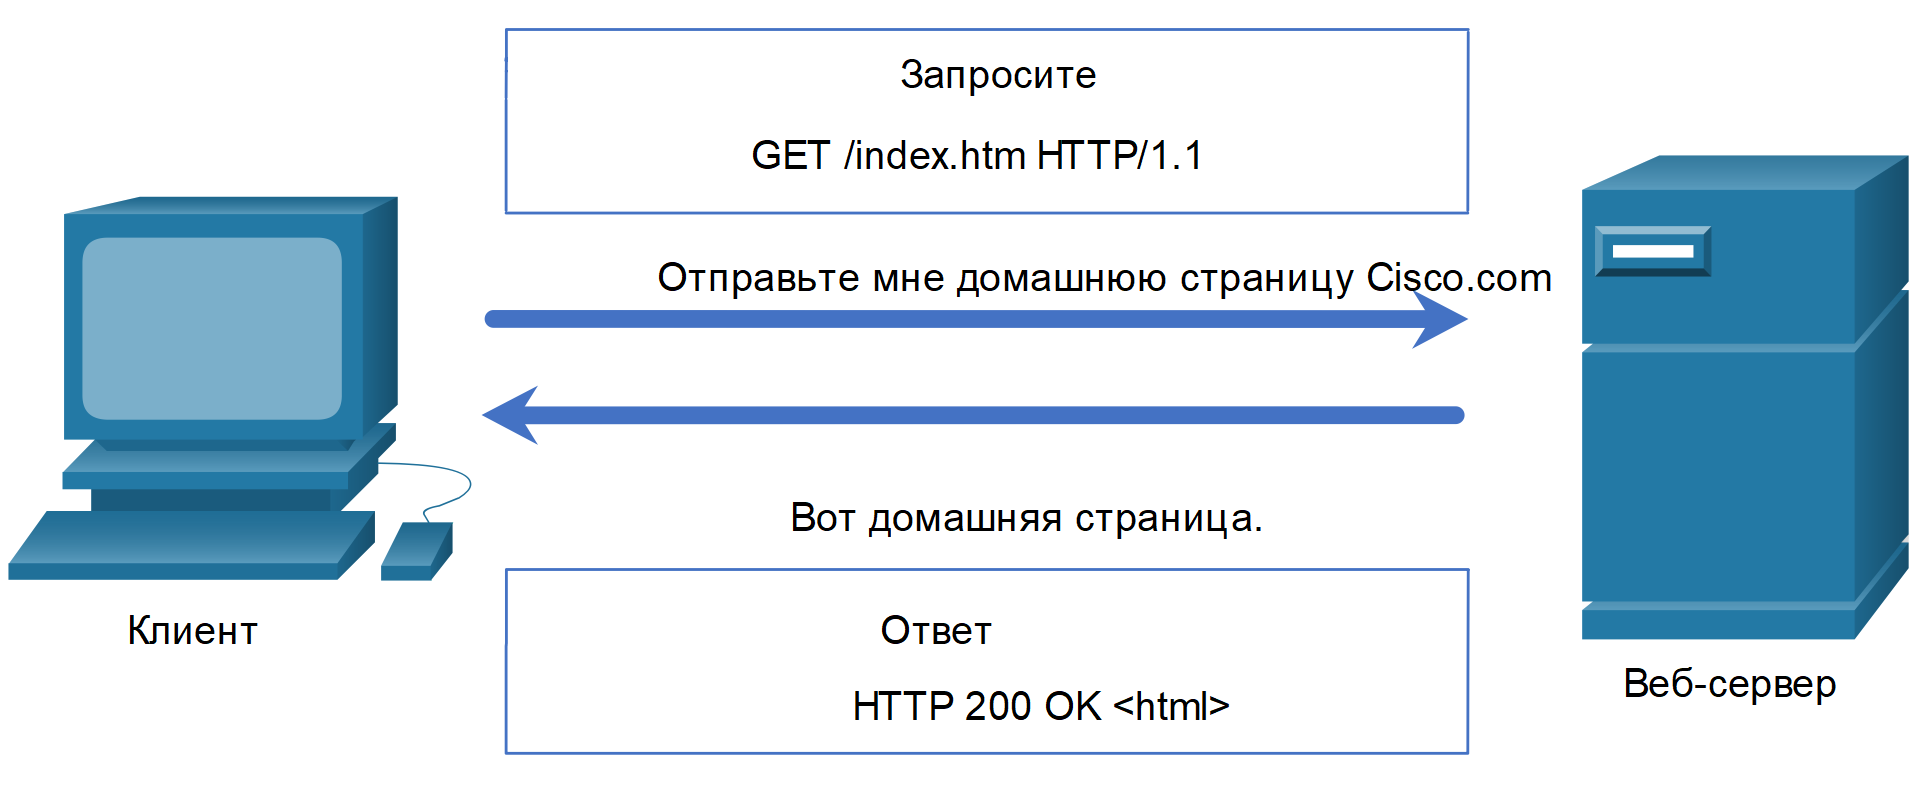 Запросите
GET /index.htm HTTP/1.1
Отправьте мне домашнюю страницу Cisco.com
Вот домашняя страница.
Клиент
Ответ
HTTP 200 OK <html>
Веб-сервер